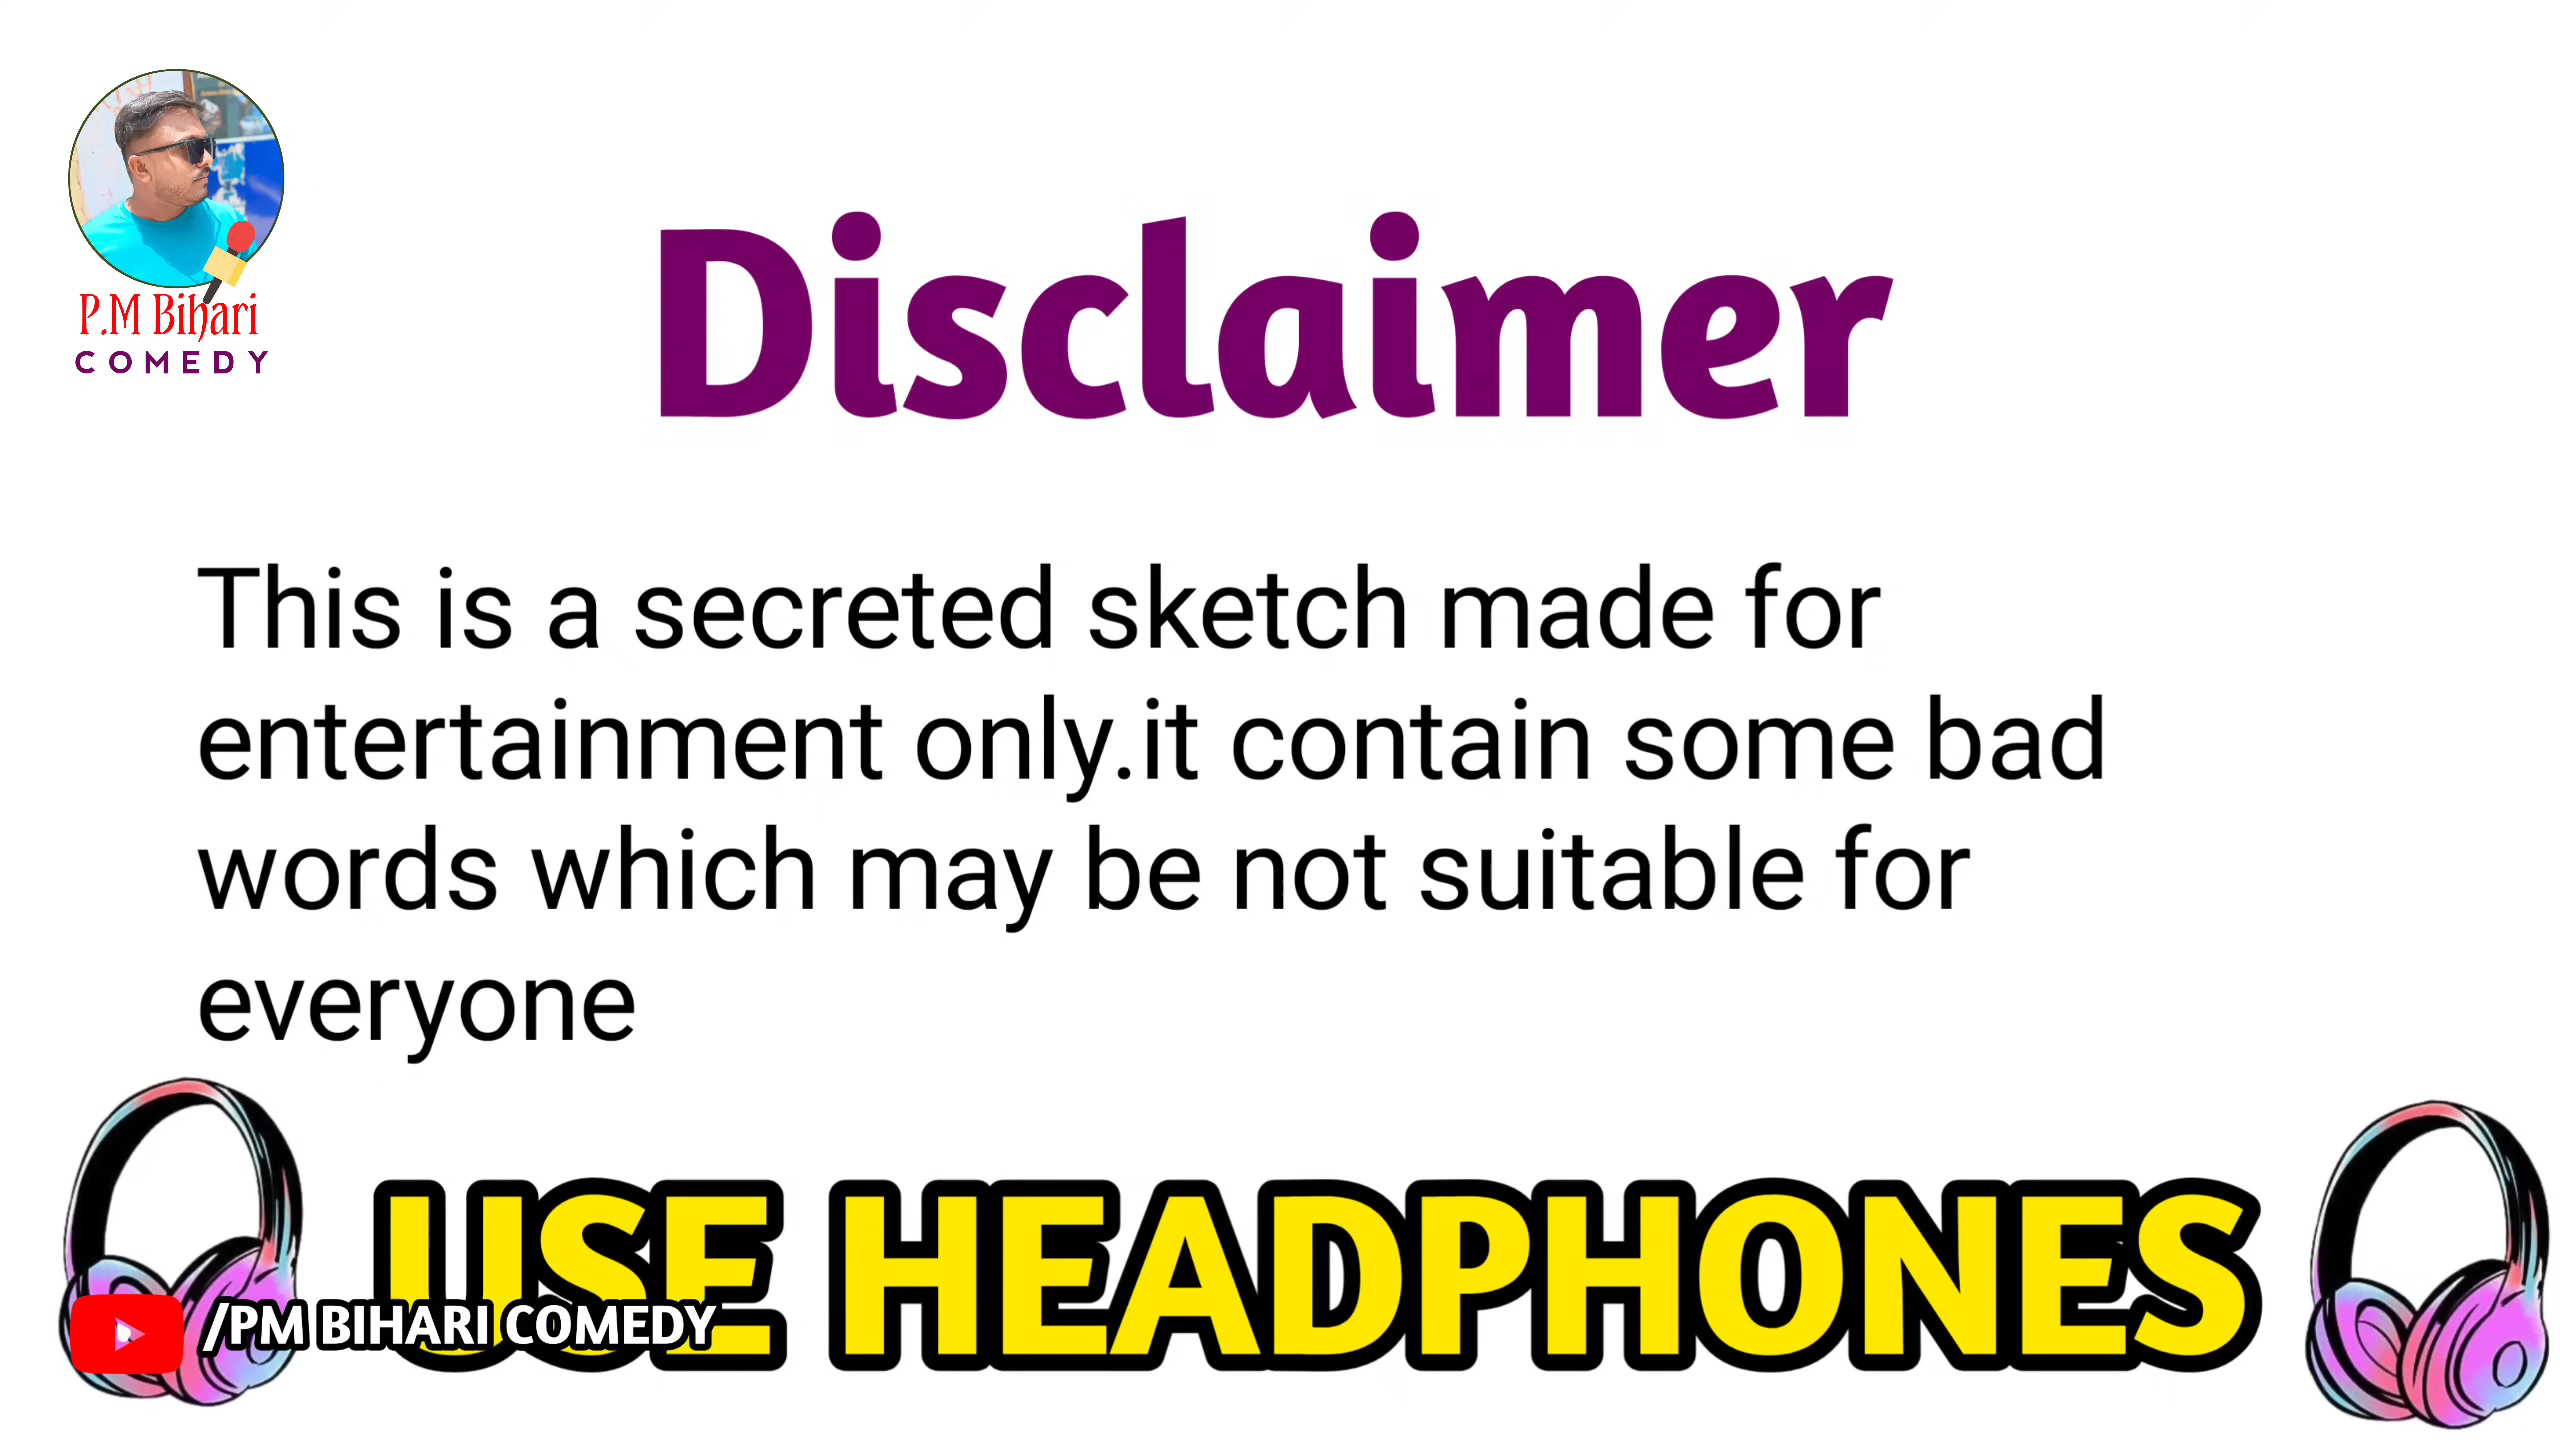 P.M Bihari
COMEDY
Disclaimer
This is a secreted sketch made for
entertainment only.it contain some bad
words which may be not suitable for
everyone
USE HEADPHONES
/PM BIHARI COMEDY